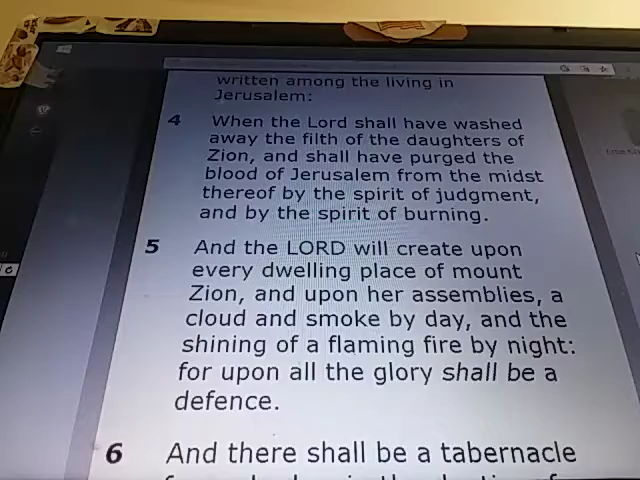 written among the living in
Jerusalem:
4 When the Lord shall have washed
away the filth of the daughters of
Zion, and shall have purged the
blood of Jerusalem from the midst
thereof by the spirit of judgment,
and by the spirit of burning.
5 And the LORD will create upon
every dwelling place of mount
Zion, and upon her assemblies, a
cloud and smoke by day, and the
shining of a flaming fire by night:
for upon all the glory shall be a
defence.
6 And there shall be a tabernacle